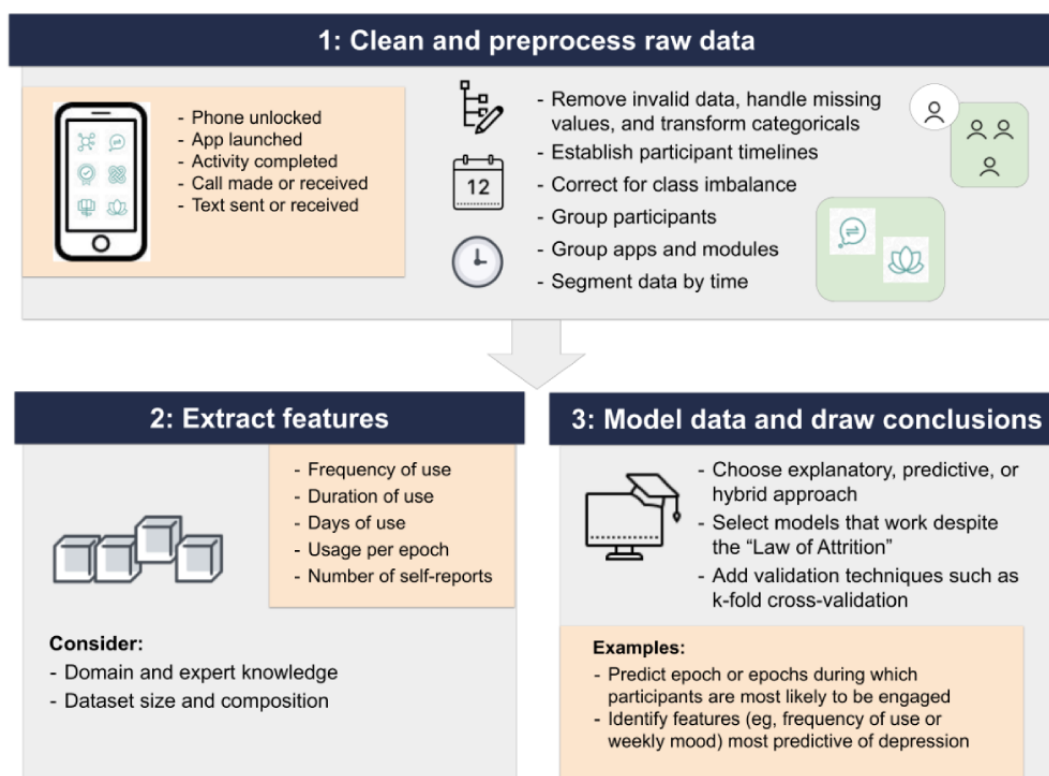 1: Clean and preprocess raw data
- Phone unlocked
- App launched
- Activity completed
- Call made or received
- Text sent or received
12
- Remove invalid data, handle missing
values, and transform categoricals
- Establish participant timelines
- Correct for class imbalance
- Group participants
- Group apps and modules
- Segment data by time
2: Extract features
- Frequency of use
- Duration of use
- Days of use
- Usage per epoch
- Number of self-reports
Consider:
- Domain and expert knowledge
- Dataset size and composition
3: Model data and draw conclusions
- Choose explanatory, predictive, or
hybrid approach
- Select models that work despite
the “Law of Attrition”
- Add validation techniques such as
k-fold cross-validation
Examples:
- Predict epoch or epochs during which
participants are most likely to be engaged
- Identify features (eg, frequency of use or
weekly mood) most predictive of depression